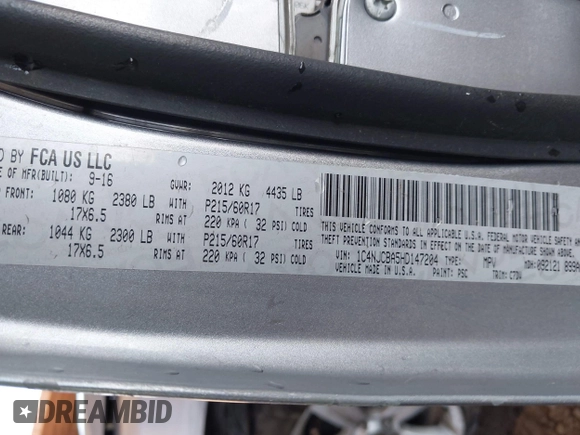 D BY FCA US LLC
E OF MFR(BUILT): 9-16
GVWR: 2012 KG 4435 LB
FRONT: 1080 KG 2380 LB WITH P215/60R17 TIRES
17X6.5 RIMS AT 220 KPA ( 32 PSI) COLD
REAR: 1044 KG 2300 LB WITH P215/60R17 TIRES
17X6.5 RIMS AT 220 KPA ( 32 PSI) COLD
THIS VEHICLE CONFORMS TO ALL APPLICABLE U.S.A. FEDERAL MOTOR VEHICLE SAFETY AN
THEFT PREVENTION STANDARDS IN EFFECT ON THE DATE OF MANUFACTURE SHOWN A
VIN: 1C4NJCBA5HD147204 TYPE: MPV MDH: 092121
VEHICLE MADE IN U.S.A. PAINT: PSC TRIM:
DREAMBID